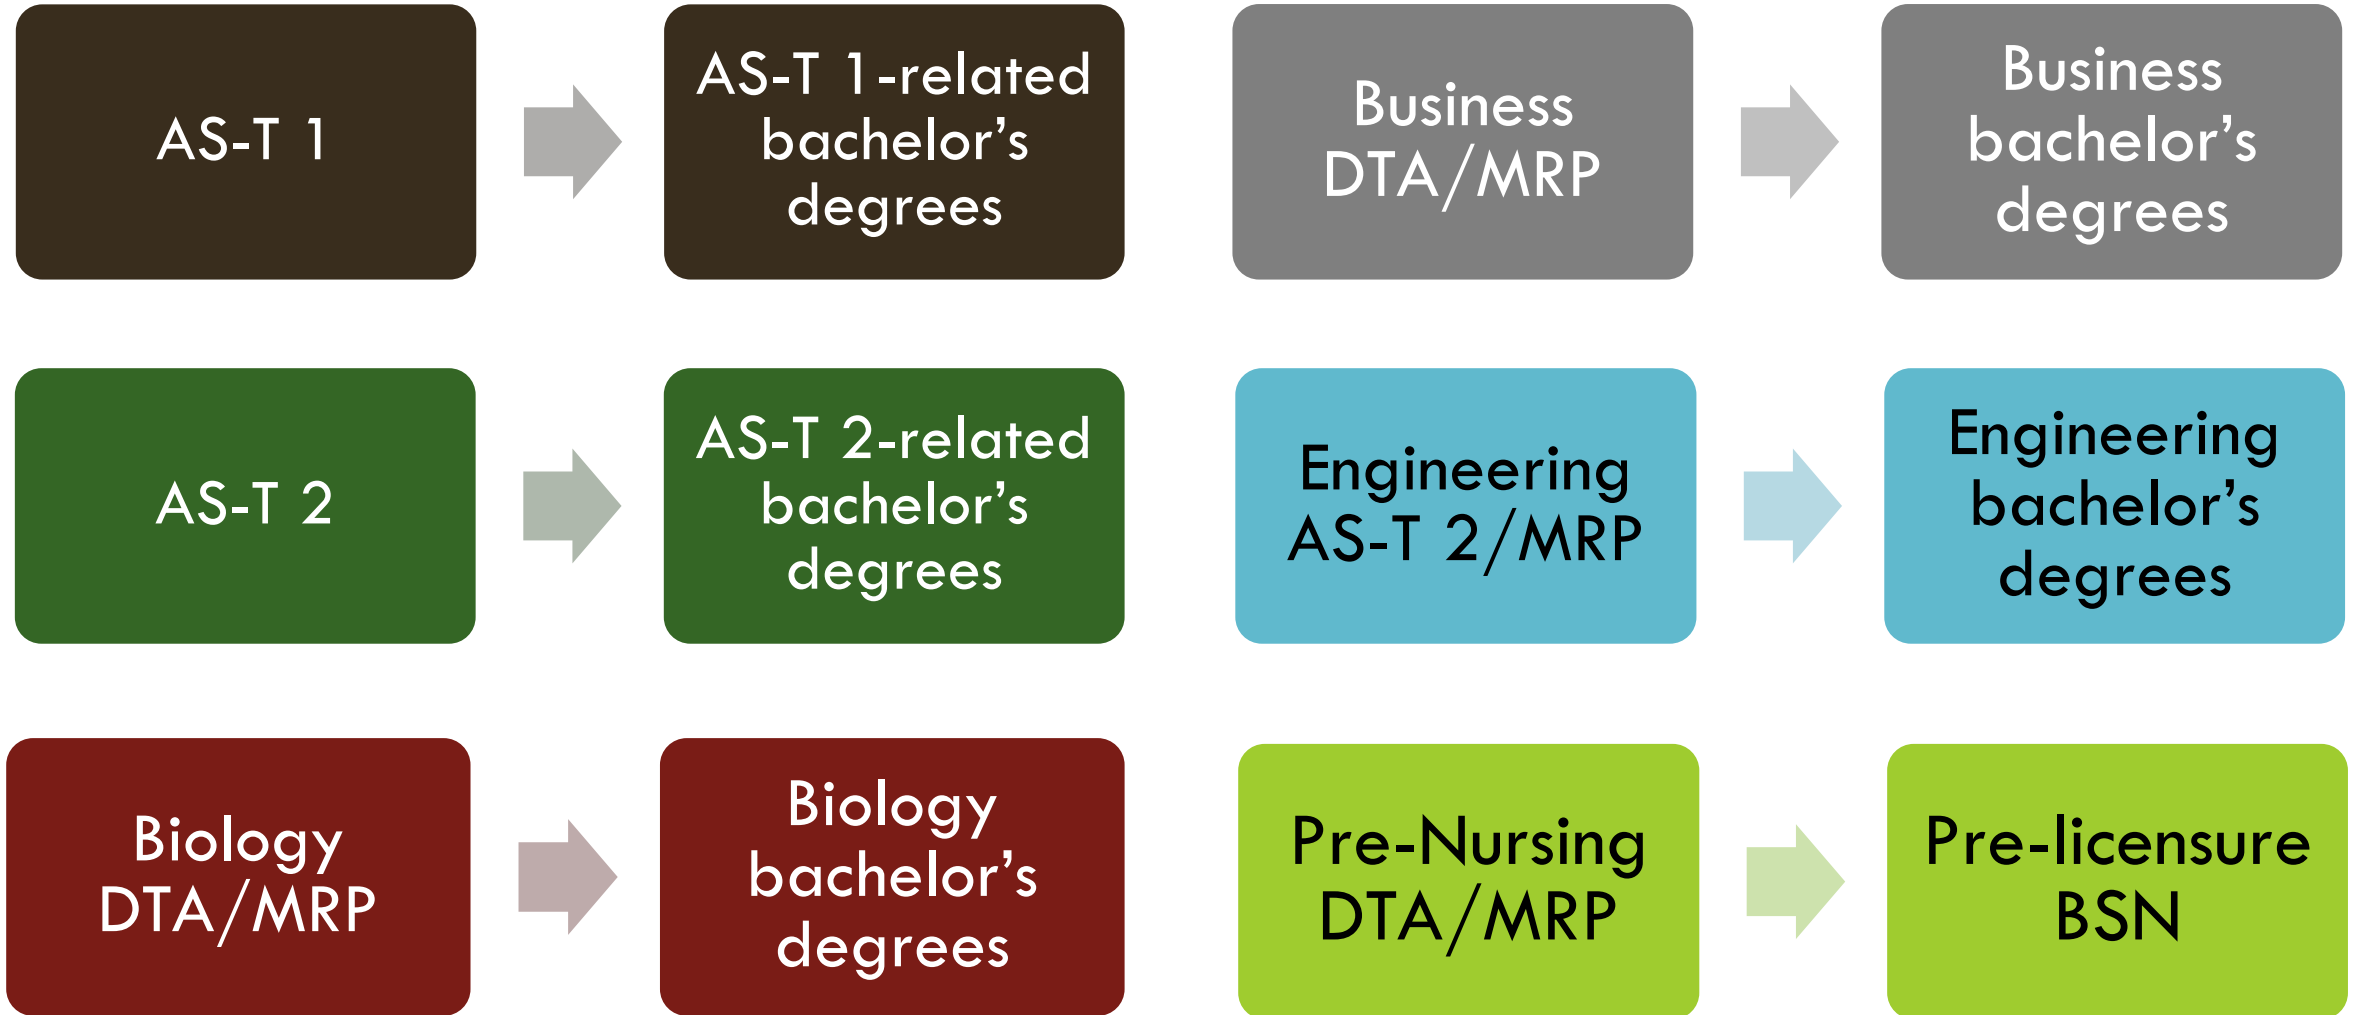 AS-T 1
AS-T 1-related
bachelor’s
degrees
Business
DTA/MRP
Business
bachelor’s
degrees
AS-T 2
AS-T 2-related
bachelor’s
degrees
Engineering
AS-T 2/MRP
Engineering
bachelor’s
degrees
Biology
DTA/MRP
Biology
bachelor’s
degrees
Pre-Nursing
DTA/MRP
Pre-licensure
BSN